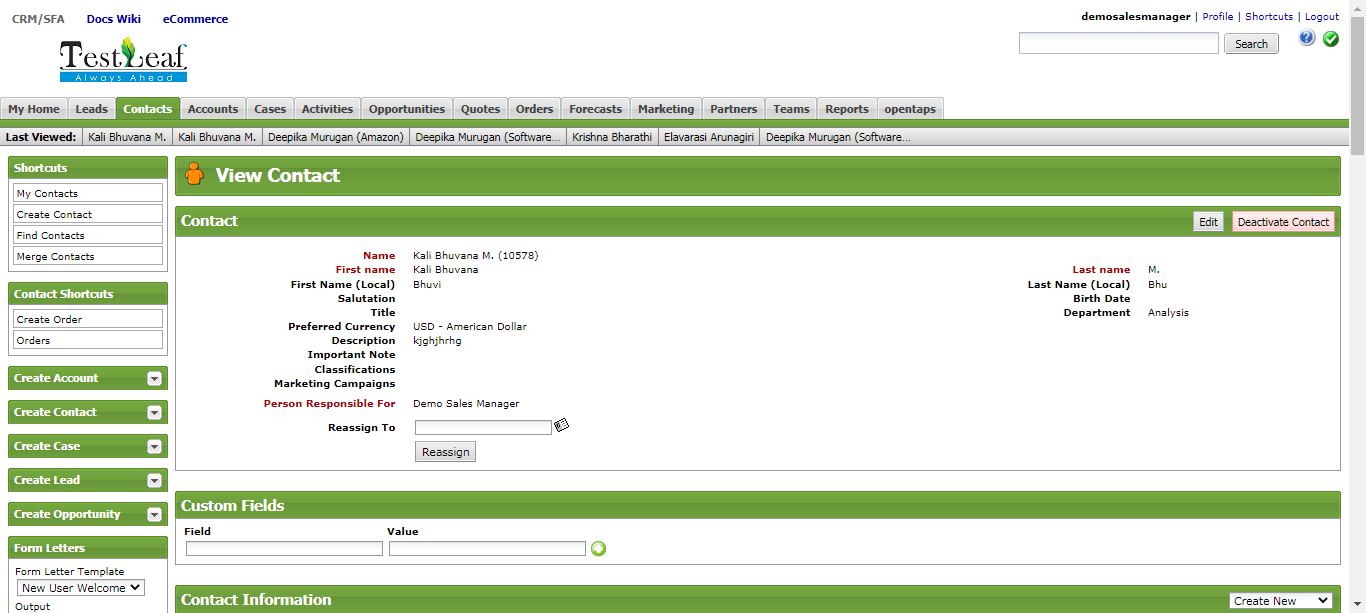 CRM/SFA Docs Wiki eCommerce
demosalesmanager | Profile | Shortcuts | Logout
TestLeaf
Always Ahead
Search
My Home Leads Contacts Accounts Cases Activities Opportunities Quotes Orders Forecasts Marketing Partners Teams Reports opentaps
Last Viewed: Kali Bhuvana M. Kali Bhuvana M. Deepika Murugan (Amazon) Deepika Murugan (Software... Krishna Bharathi Elavarasi Arunagiri Deepika Murugan (Software...
Shortcuts
My Contacts
Create Contact
Find Contacts
Merge Contacts
Contact Shortcuts
Create Order
Orders
Create Account
Create Contact
Create Case
Create Lead
Create Opportunity
Form Letters
Form Letter Template
New User Welcome
Output
View Contact
Contact Edit Deactivate Contact
Name Kali Bhuvana M. (10578)
First name Kali Bhuvana Last name M.
First Name (Local) Bhuvi Last Name (Local) Bhu
Salutation Birth Date
Title Department Analysis
Preferred Currency USD - American Dollar
Description kjghjhrhg
Important Note
Classifications
Marketing Campaigns
Person Responsible For Demo Sales Manager
Reassign To
Reassign
Custom Fields
Field Value
Contact Information Create New